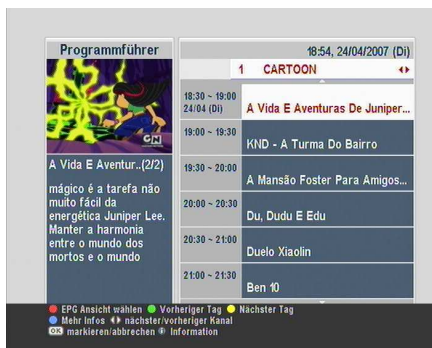 Programmführer
18:54, 24/04/2007 (Di)
1 CARTOON
18:30 ~ 19:00
24/04 (Di)
A Vida E Aventuras De Juniper...
19:00 ~ 19:30
KND - A Turma Do Bairro
19:30 ~ 20:00
A Mansão Foster Para Amigos...
20:00 ~ 20:30
Du, Dudu E Edu
20:30 ~ 21:00
Duelo Xiaolin
21:00 ~ 21:30
Ben 10
CN
A Vida E Aventur..(2/2)
mágico é a tarefa não
muito fácil da
energética Juniper Lee.
Manter a harmonia
entre o mundo dos
mortos e o mundo
EPG Ansicht wählen Vorheriger Tag Nächster Tag
Mehr Infos nächster/vorheriger Kanal
OK markieren/abbrechen Information